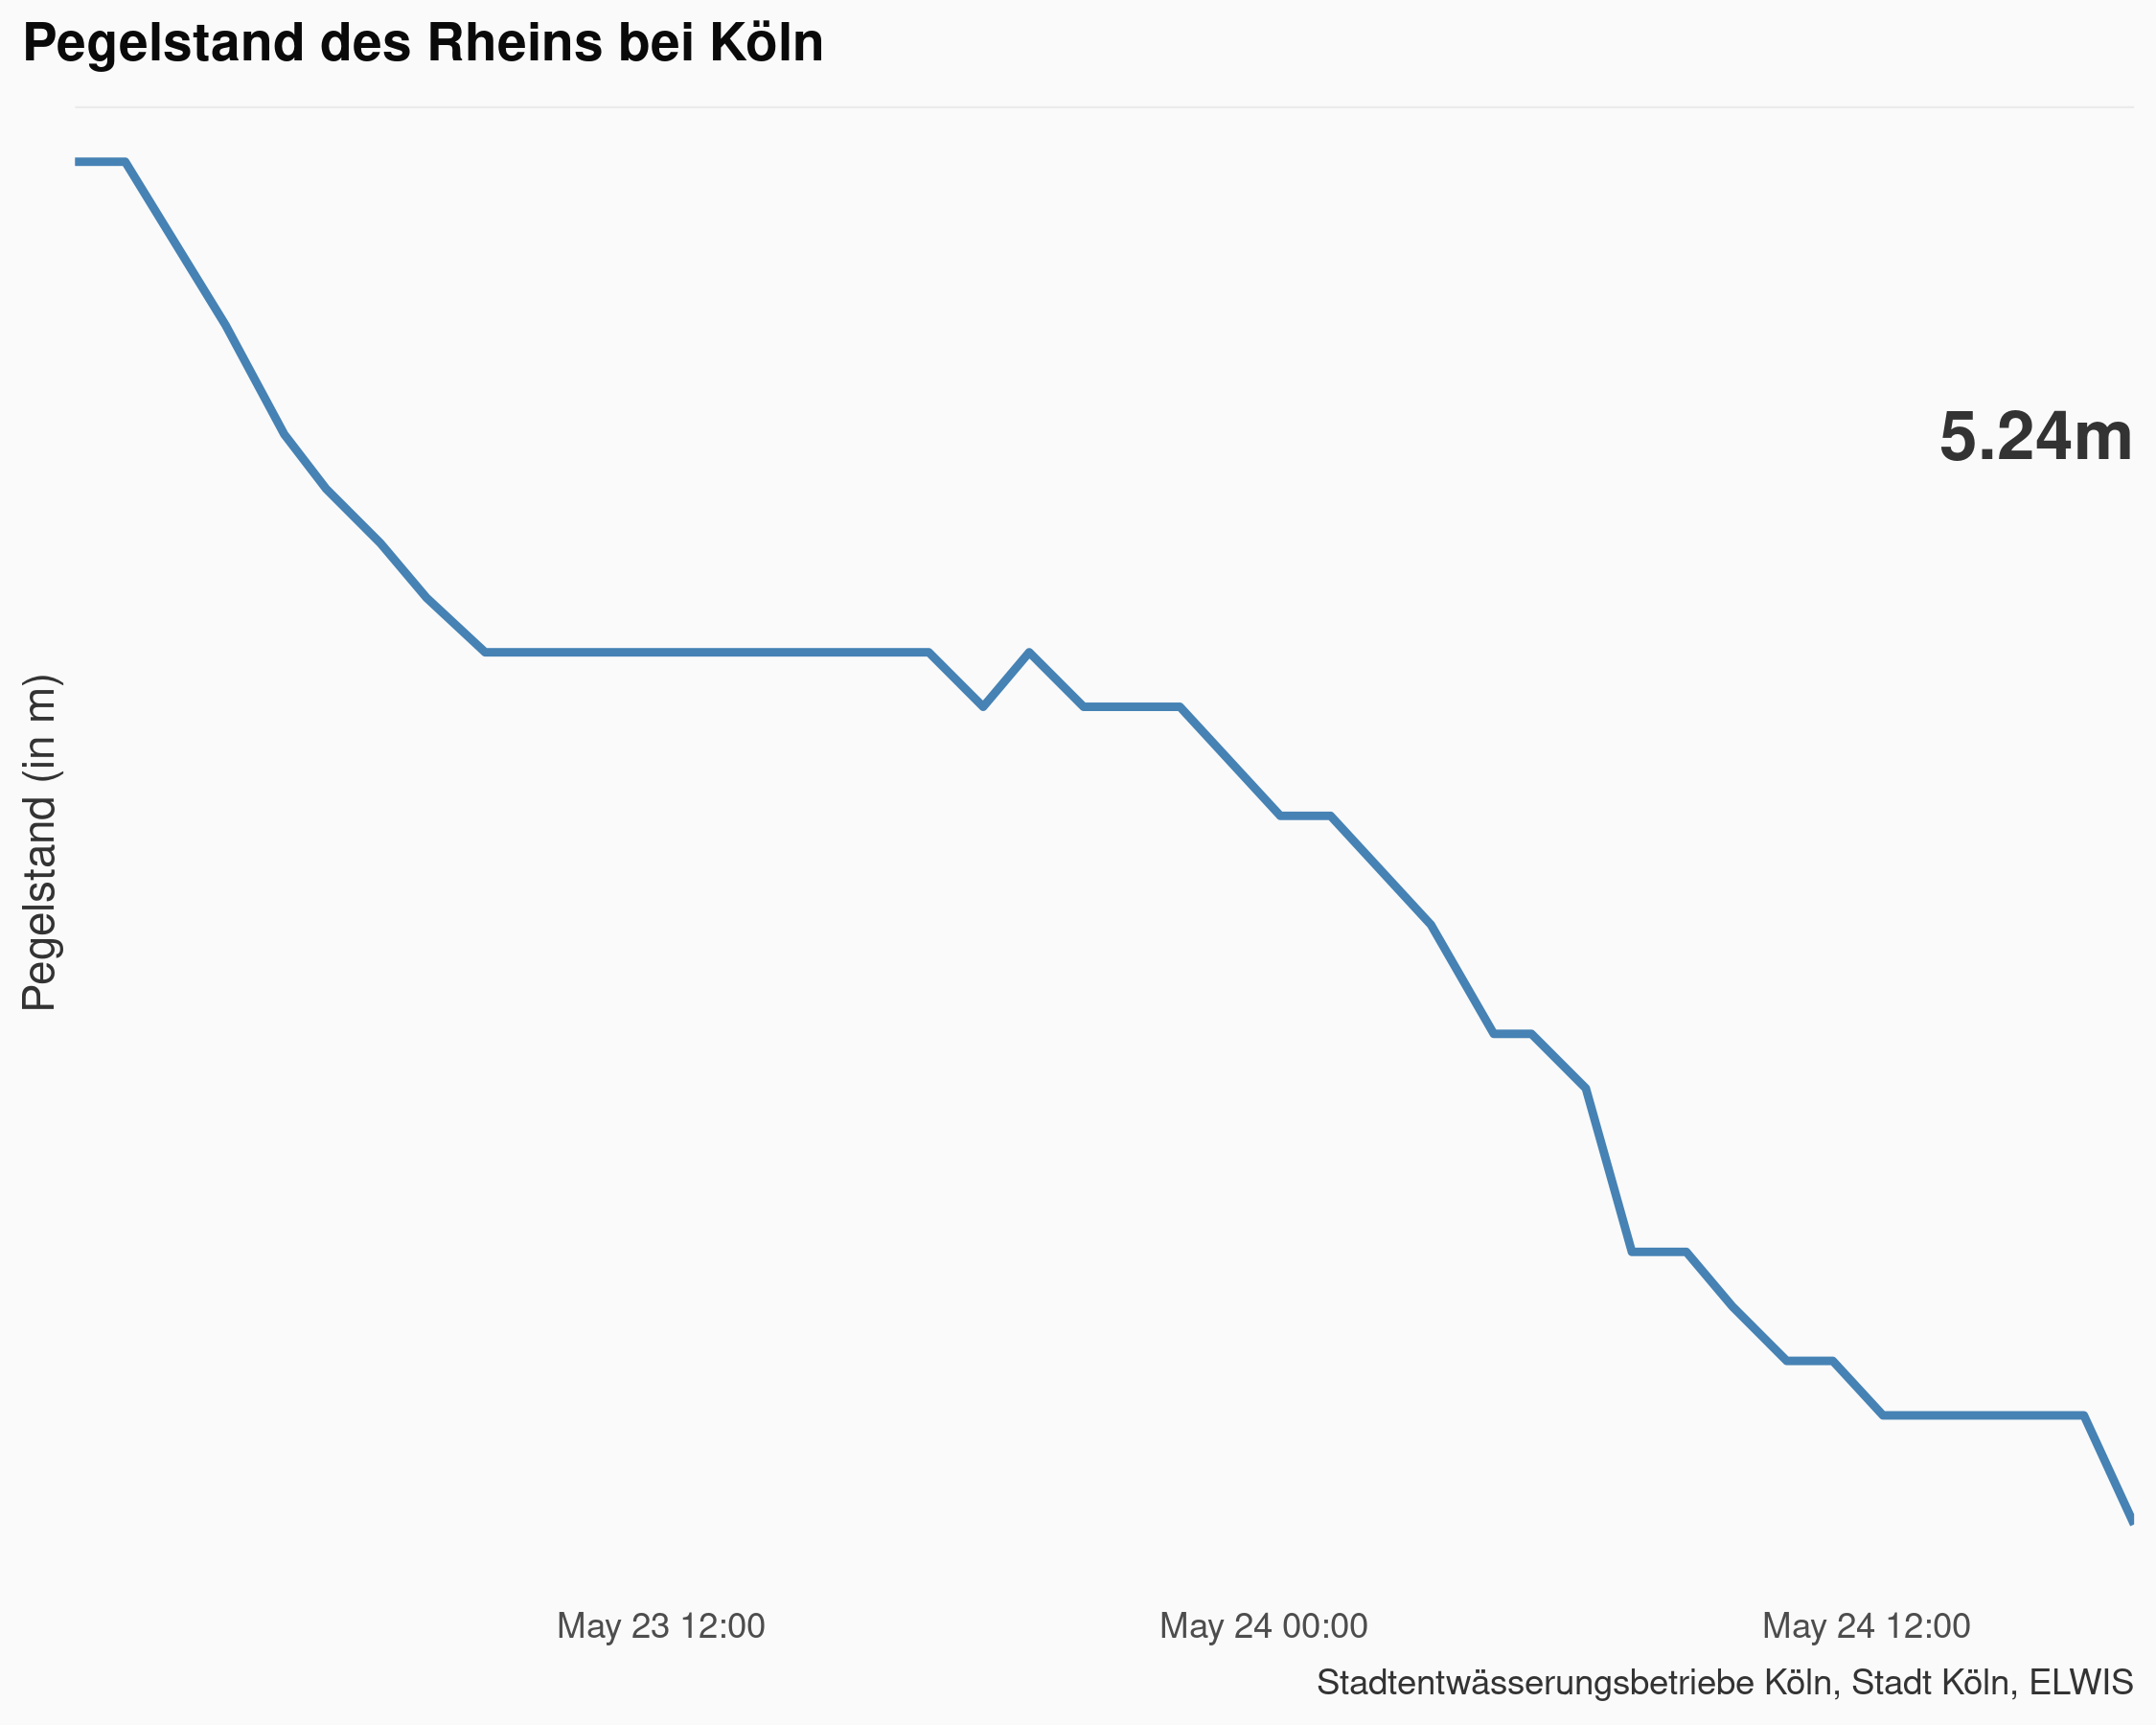 Pegelstand des Rheins bei Köln
5.24m
Pegelstand (in m)
May 23 12:00
May 24 00:00
May 24 12:00
Stadtentwässerungsbetriebe Köln, Stadt Köln, ELWIS